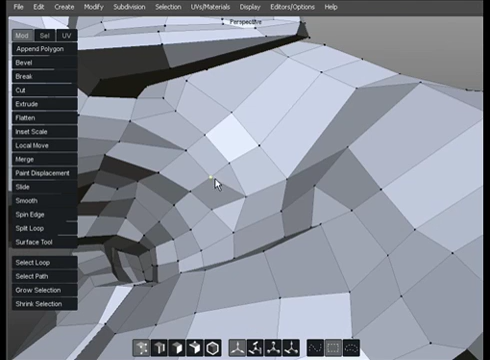 File Edit Create Modify Subdivision Selection UVs/Materials Display Editors/Options Help
Perspective
Mod Sel UV
Append Polygon
Bevel
Break
Cut
Extrude
Flatten
Inset Scale
Local Move
Merge
Paint Displacement
Slide
Smooth
Spin Edge
Split Loop
Surface Tool
Select Loop
Select Path
Grow Selection
Shrink Selection